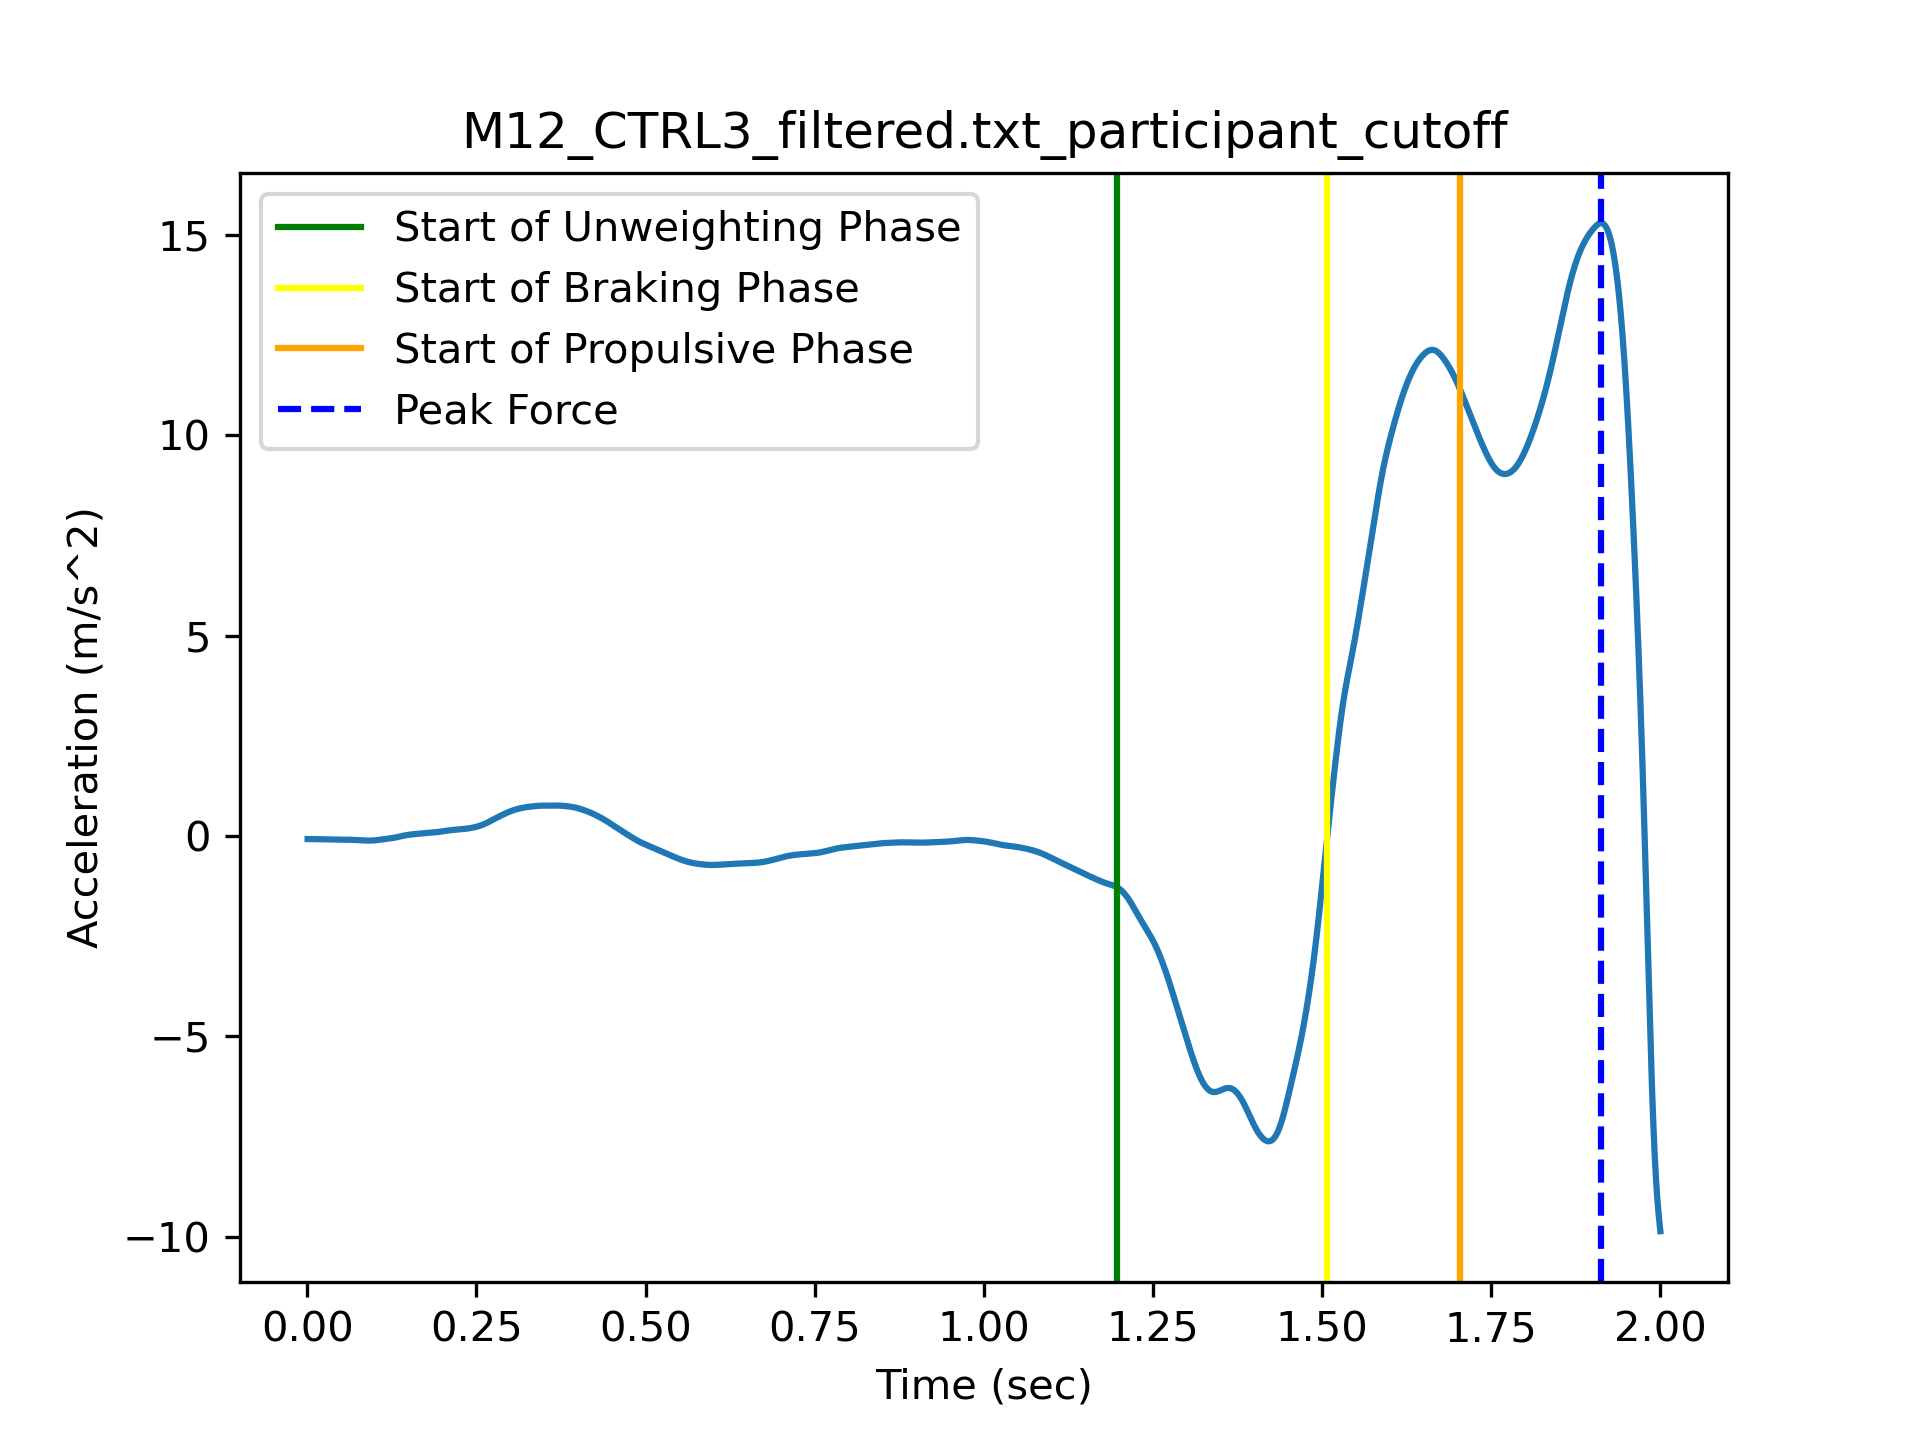 M12_CTRL3_filtered.txt_participant_cutoff
Start of Unweighting Phase
Start of Braking Phase
Start of Propulsive Phase
Peak Force
15
10
5
0
−5
−10
Acceleration (m/s^2)
0.00 0.25 0.50 0.75 1.00 1.25 1.50 1.75 2.00
Time (sec)